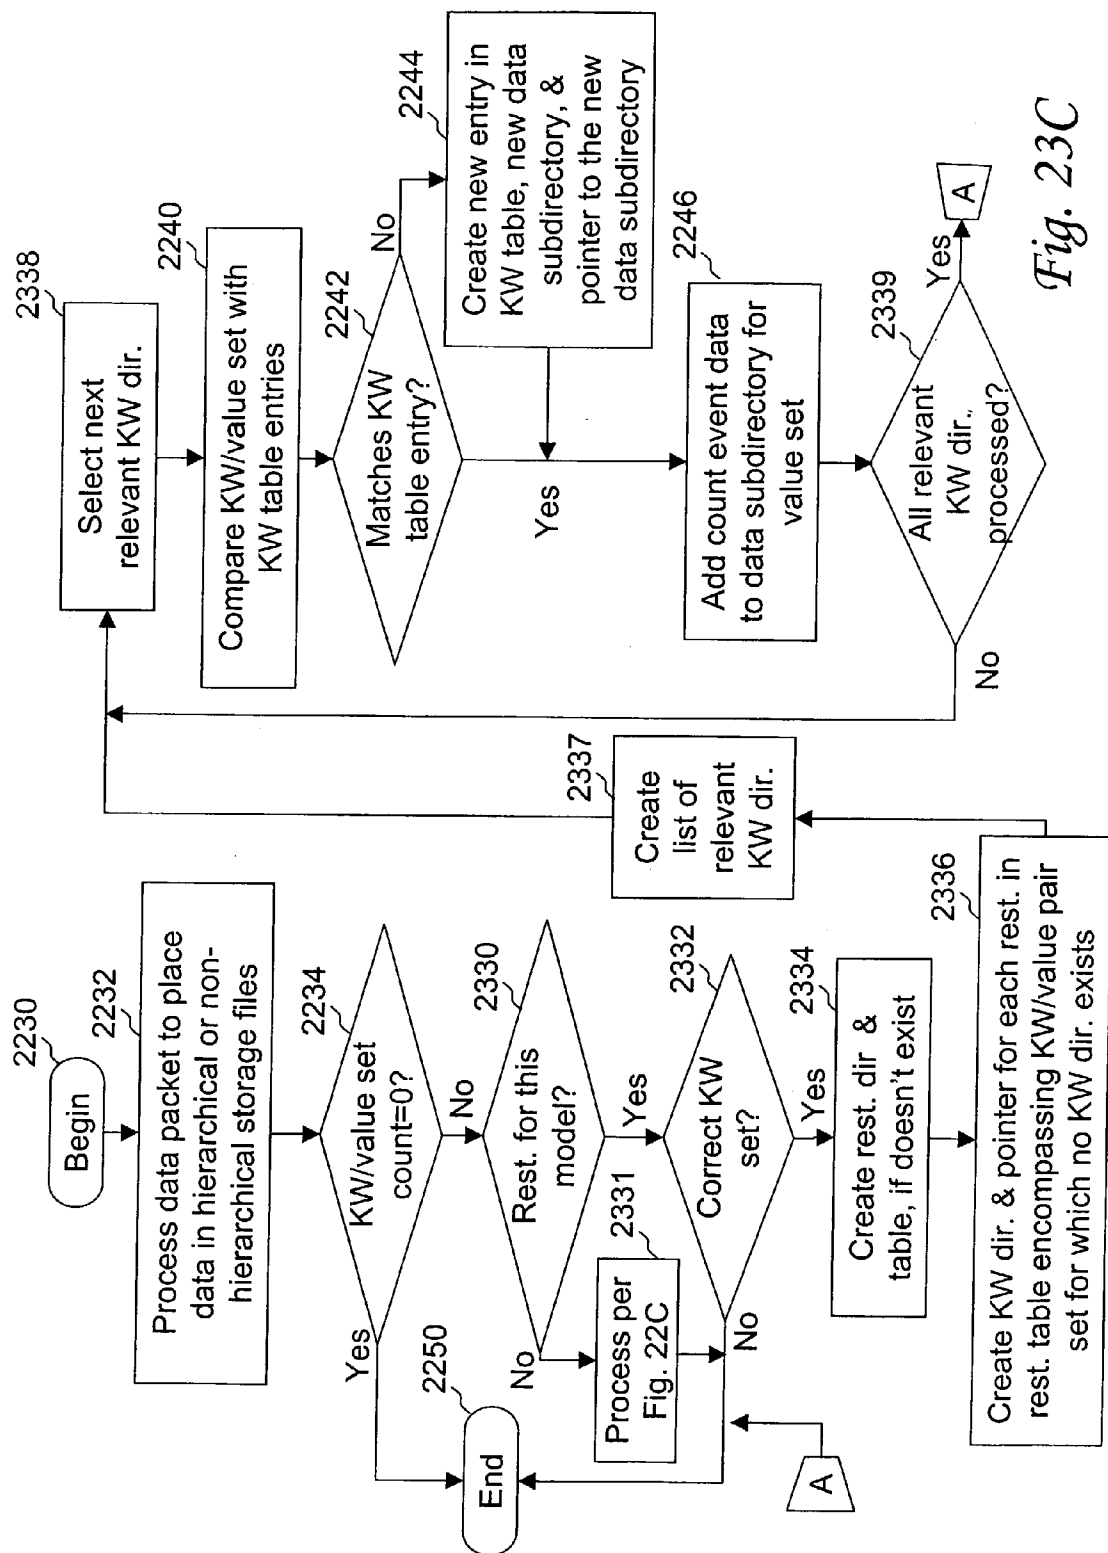 2230
Begin
2232
Process data packet to place
data in hierarchical or non-
hierarchical storage files
2234
KW/value set
count=0?
Yes
No
2250
End
2330
Rest. for this
model?
No
Yes
2331
Process per
Fig. 22C
2332
Correct KW
set?
No
Yes
A
2334
Create rest. dir &
table, if doesn't exist
2336
Create KW dir. & pointer for each rest. in
rest. table encompassing KW/value pair
set for which no KW dir. exists
2337
Create
list of
relevant
KW dir.
2338
Select next
relevant KW dir.
2240
Compare KW/value set with
KW table entries
2242
Matches KW
table entry?
No
Yes
2244
Create new entry in
KW table, new data
subdirectory, &
pointer to the new
data subdirectory
2246
Add count event data
to data subdirectory for
value set
2339
All relevant
KW dir.
processed?
No
Yes
A
Fig. 23C